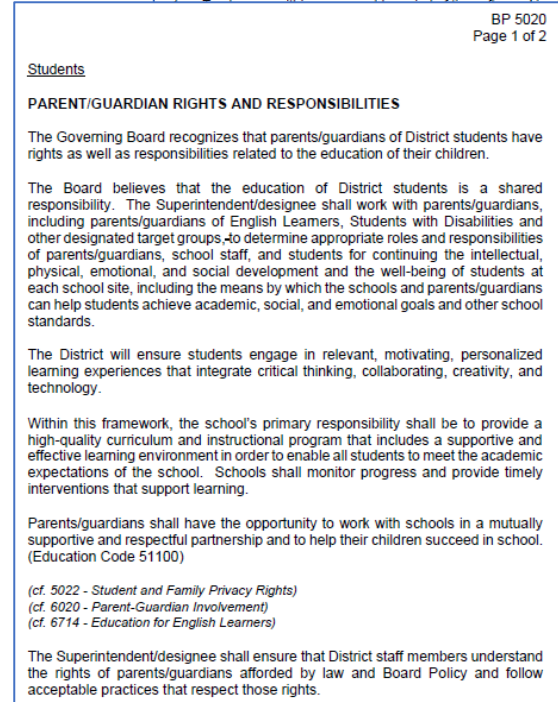 BP 5020
Page 1 of 2
Students
PARENT/GUARDIAN RIGHTS AND RESPONSIBILITIES
The Governing Board recognizes that parents/guardians of District students have
rights as well as responsibilities related to the education of their children.
The Board believes that the education of District students is a shared
responsibility. The Superintendent/designee shall work with parents/guardians,
including parents/guardians of English Learners, Students with Disabilities and
other designated target groups, to determine appropriate roles and responsibilities
of parents/guardians, school staff, and students for continuing the intellectual,
physical, emotional, and social development and the well-being of students at
each school site, including the means by which the schools and parents/guardians
can help students achieve academic, social, and emotional goals and other school
standards.
The District will ensure students engage in relevant, motivating, personalized
learning experiences that integrate critical thinking, collaborating, creativity, and
technology.
Within this framework, the school's primary responsibility shall be to provide a
high-quality curriculum and instructional program that includes a supportive and
effective learning environment in order to enable all students to meet the academic
expectations of the school. Schools shall monitor progress and provide timely
interventions that support learning.
Parents/guardians shall have the opportunity to work with schools in a mutually
supportive and respectful partnership and to help their children succeed in school.
(Education Code 51100)
(cf. 5022 - Student and Family Privacy Rights)
(cf. 6020 - Parent-Guardian Involvement)
(cf. 6714 - Education for English Learners)
The Superintendent/designee shall ensure that District staff members understand
the rights of parents/guardians afforded by law and Board Policy and follow
acceptable practices that respect those rights.